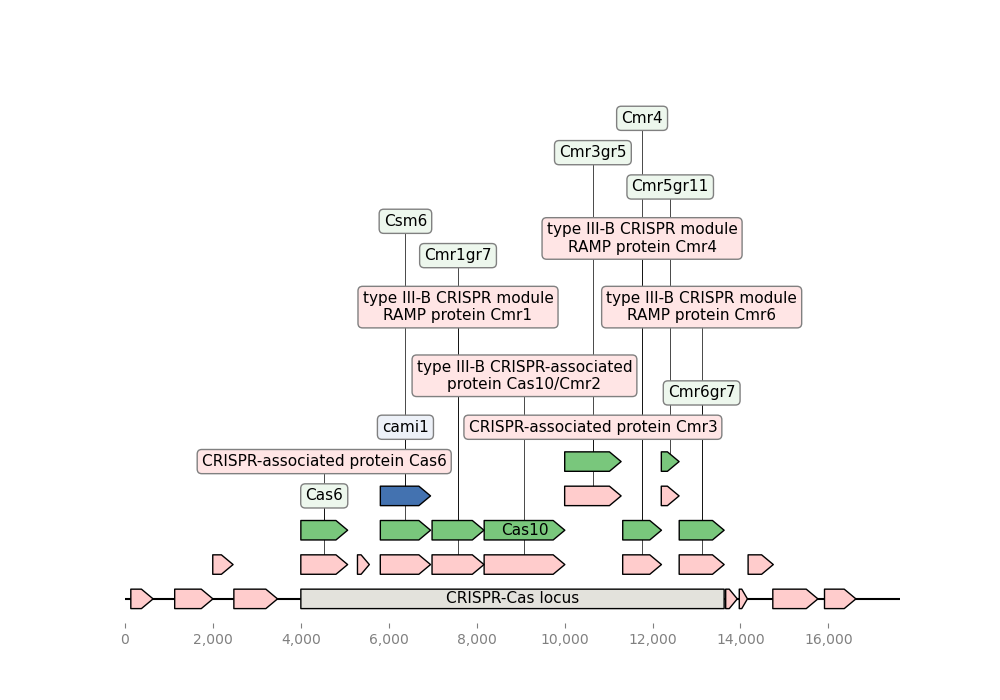 Cmr4
Cmr3gr5
Cmr5gr11
Csm6
type III-B CRISPR module
RAMP protein Cmr4
Cmr1gr7
type III-B CRISPR module
RAMP protein Cmr1
type III-B CRISPR module
RAMP protein Cmr6
type III-B CRISPR-associated
protein Cas10/Cmr2
Cmr6gr7
cami1
CRISPR-associated protein Cmr3
CRISPR-associated protein Cas6
Cas6
Cas10
CRISPR-Cas locus
0
2,000
4,000
6,000
8,000
10,000
12,000
14,000
16,000